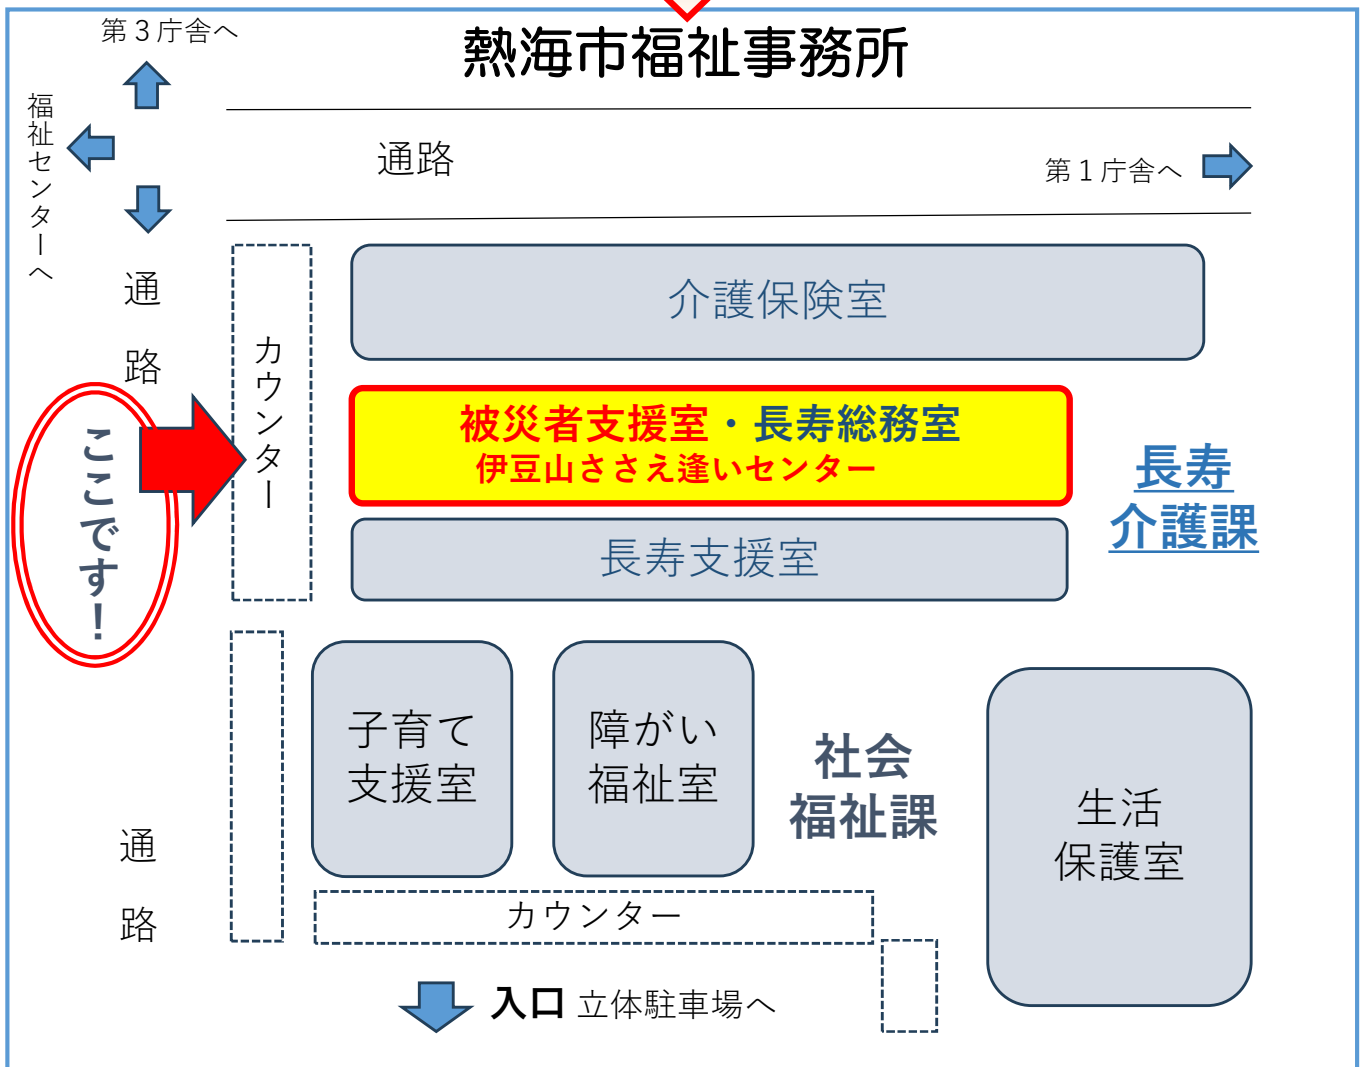 第３庁舎へ
熱海市福祉事務所
福祉センターへ
通路
第１庁舎へ
通路
カウンター
介護保険室
ここです！
被災者支援室・長寿総務室
伊豆山ささえ逢いセンター
長寿
介護課
長寿支援室
子育て
支援室
障がい
福祉室
社会
福祉課
生活
保護室
通路
カウンター
入口 立体駐車場へ